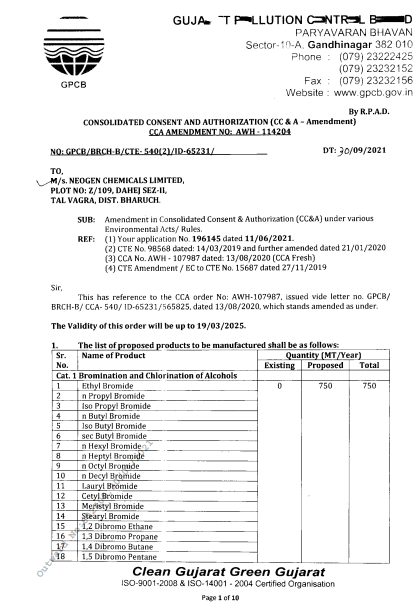 GPCB
PARYAVARAN BHAVAN
Sector-10-A, Gandhinagar 382 010
Phone : (079) 23222425
(079) 23232152
Fax : (079) 23232156
Website : www.gpcb.gov.in
By R.P.A.D.
CONSOLIDATED CONSENT AND AUTHORIZATION (CC & A – Amendment)
CCA AMENDMENT NO: AWH - 114204
NO: GPCB/BRCH-B/CTE- 540(2)/ID-65231/
DT: 30/09/2021
TO,
M/s. NEOGEN CHEMICALS LIMITED,
PLOT NO: Z/109, DAHEJ SEZ-II,
TAL VAGRA, DIST. BHARUCH.
SUB: Amendment in Consolidated Consent & Authorization (CC&A) under various
Environmental Acts/ Rules.
REF: (1) Your application No. 196145 dated 11/06/2021.
(2) CTE No. 98568 dated: 14/03/2019 and further amended dated 21/01/2020
(3) CCA No. AWH - 107987 dated: 13/08/2020 (CCA Fresh)
(4) CTE Amendment / EC to CTE No. 15687 dated 27/11/2019
Sir,
This has reference to the CCA order No: AWH-107987, issued vide letter no. GPCB/
BRCH-B/ CCA- 540/ ID-65231/565825, dated 13/08/2020, which stands amended as under.
The Validity of this order will be up to 19/03/2025.
1. The list of proposed products to be manufactured shall be as follows:
Sr. No. Name of Product Quantity (MT/Year)
Existing Proposed Total
Cat. 1 Bromination and Chlorination of Alcohols
1 Ethyl Bromide 0 750 750
2 n Propyl Bromide
3 Iso Propyl Bromide
4 n Butyl Bromide
5 Iso Butyl Bromide
6 sec Butyl Bromide
7 n Hexyl Bromide
8 n Heptyl Bromide
9 n Octyl Bromide
10 n Decyl Bromide
11 Lauryl Bromide
12 Cetyl Bromide
13 Meristyl Bromide
14 Stearyl Bromide
15 1,2 Dibromo Ethane
16 1,3 Dibromo Propane
17 1,4 Dibromo Butane
18 1,5 Dibromo Pentane
Clean Gujarat Green Gujarat
ISO-9001-2008 & ISO-14001 - 2004 Certified Organisation
Page 1 of 10